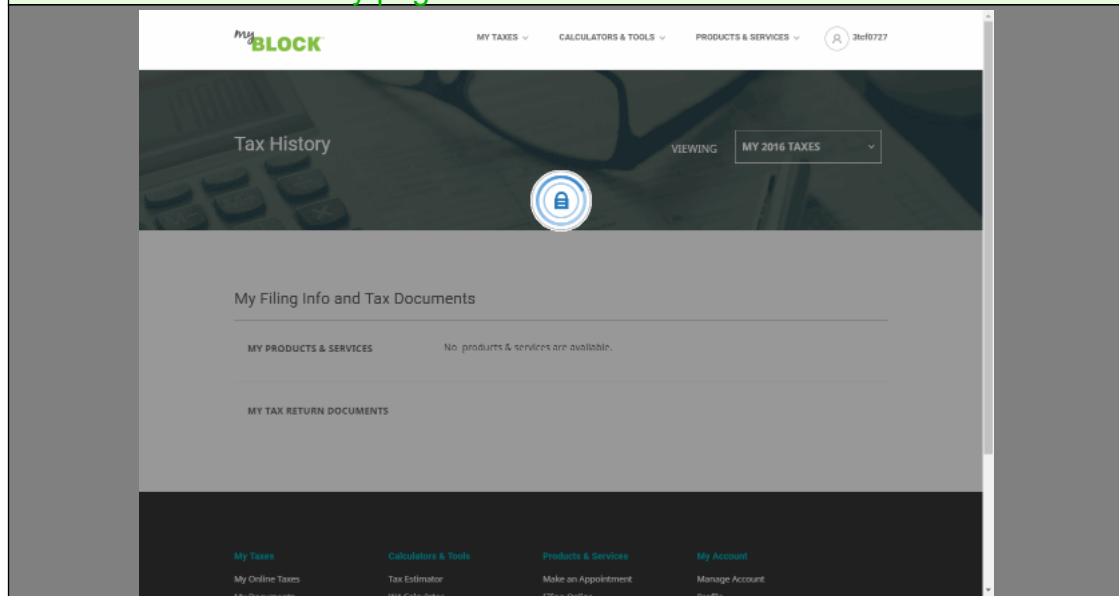 my BLOCK
MY TAXES
CALCULATORS & TOOLS
PRODUCTS & SERVICES
3tcf0727
Tax History
VIEWING
MY 2016 TAXES
My Filing Info and Tax Documents
MY PRODUCTS & SERVICES
No products & services are available.
MY TAX RETURN DOCUMENTS
My Taxes
Calculators & Tools
Products & Services
My Account
My Online Taxes
Tax Estimator
Make an Appointment
Manage Account